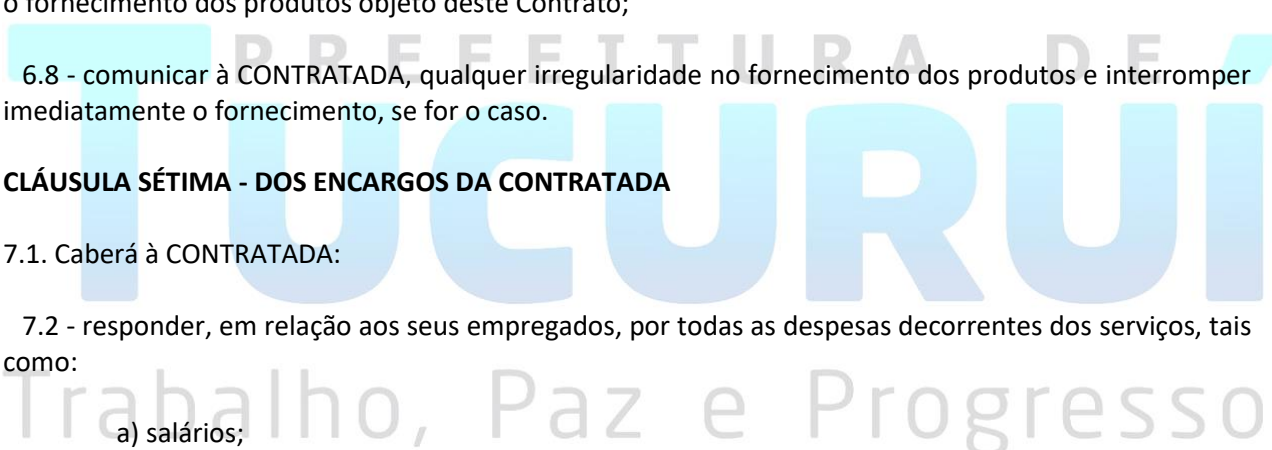 o fornecimento dos produtos objeto deste Contrato;
PREFEITURA DE
6.8 - comunicar à CONTRATADA, qualquer irregularidade no fornecimento dos produtos e interromper
imediatamente o fornecimento, se for o caso.
TUCURUÍ
CLÁUSULA SÉTIMA - DOS ENCARGOS DA CONTRATADA
7.1. Caberá à CONTRATADA:
7.2 - responder, em relação aos seus empregados, por todas as despesas decorrentes dos serviços, tais
como:
Trabalho, Paz e Progresso
a) salários;